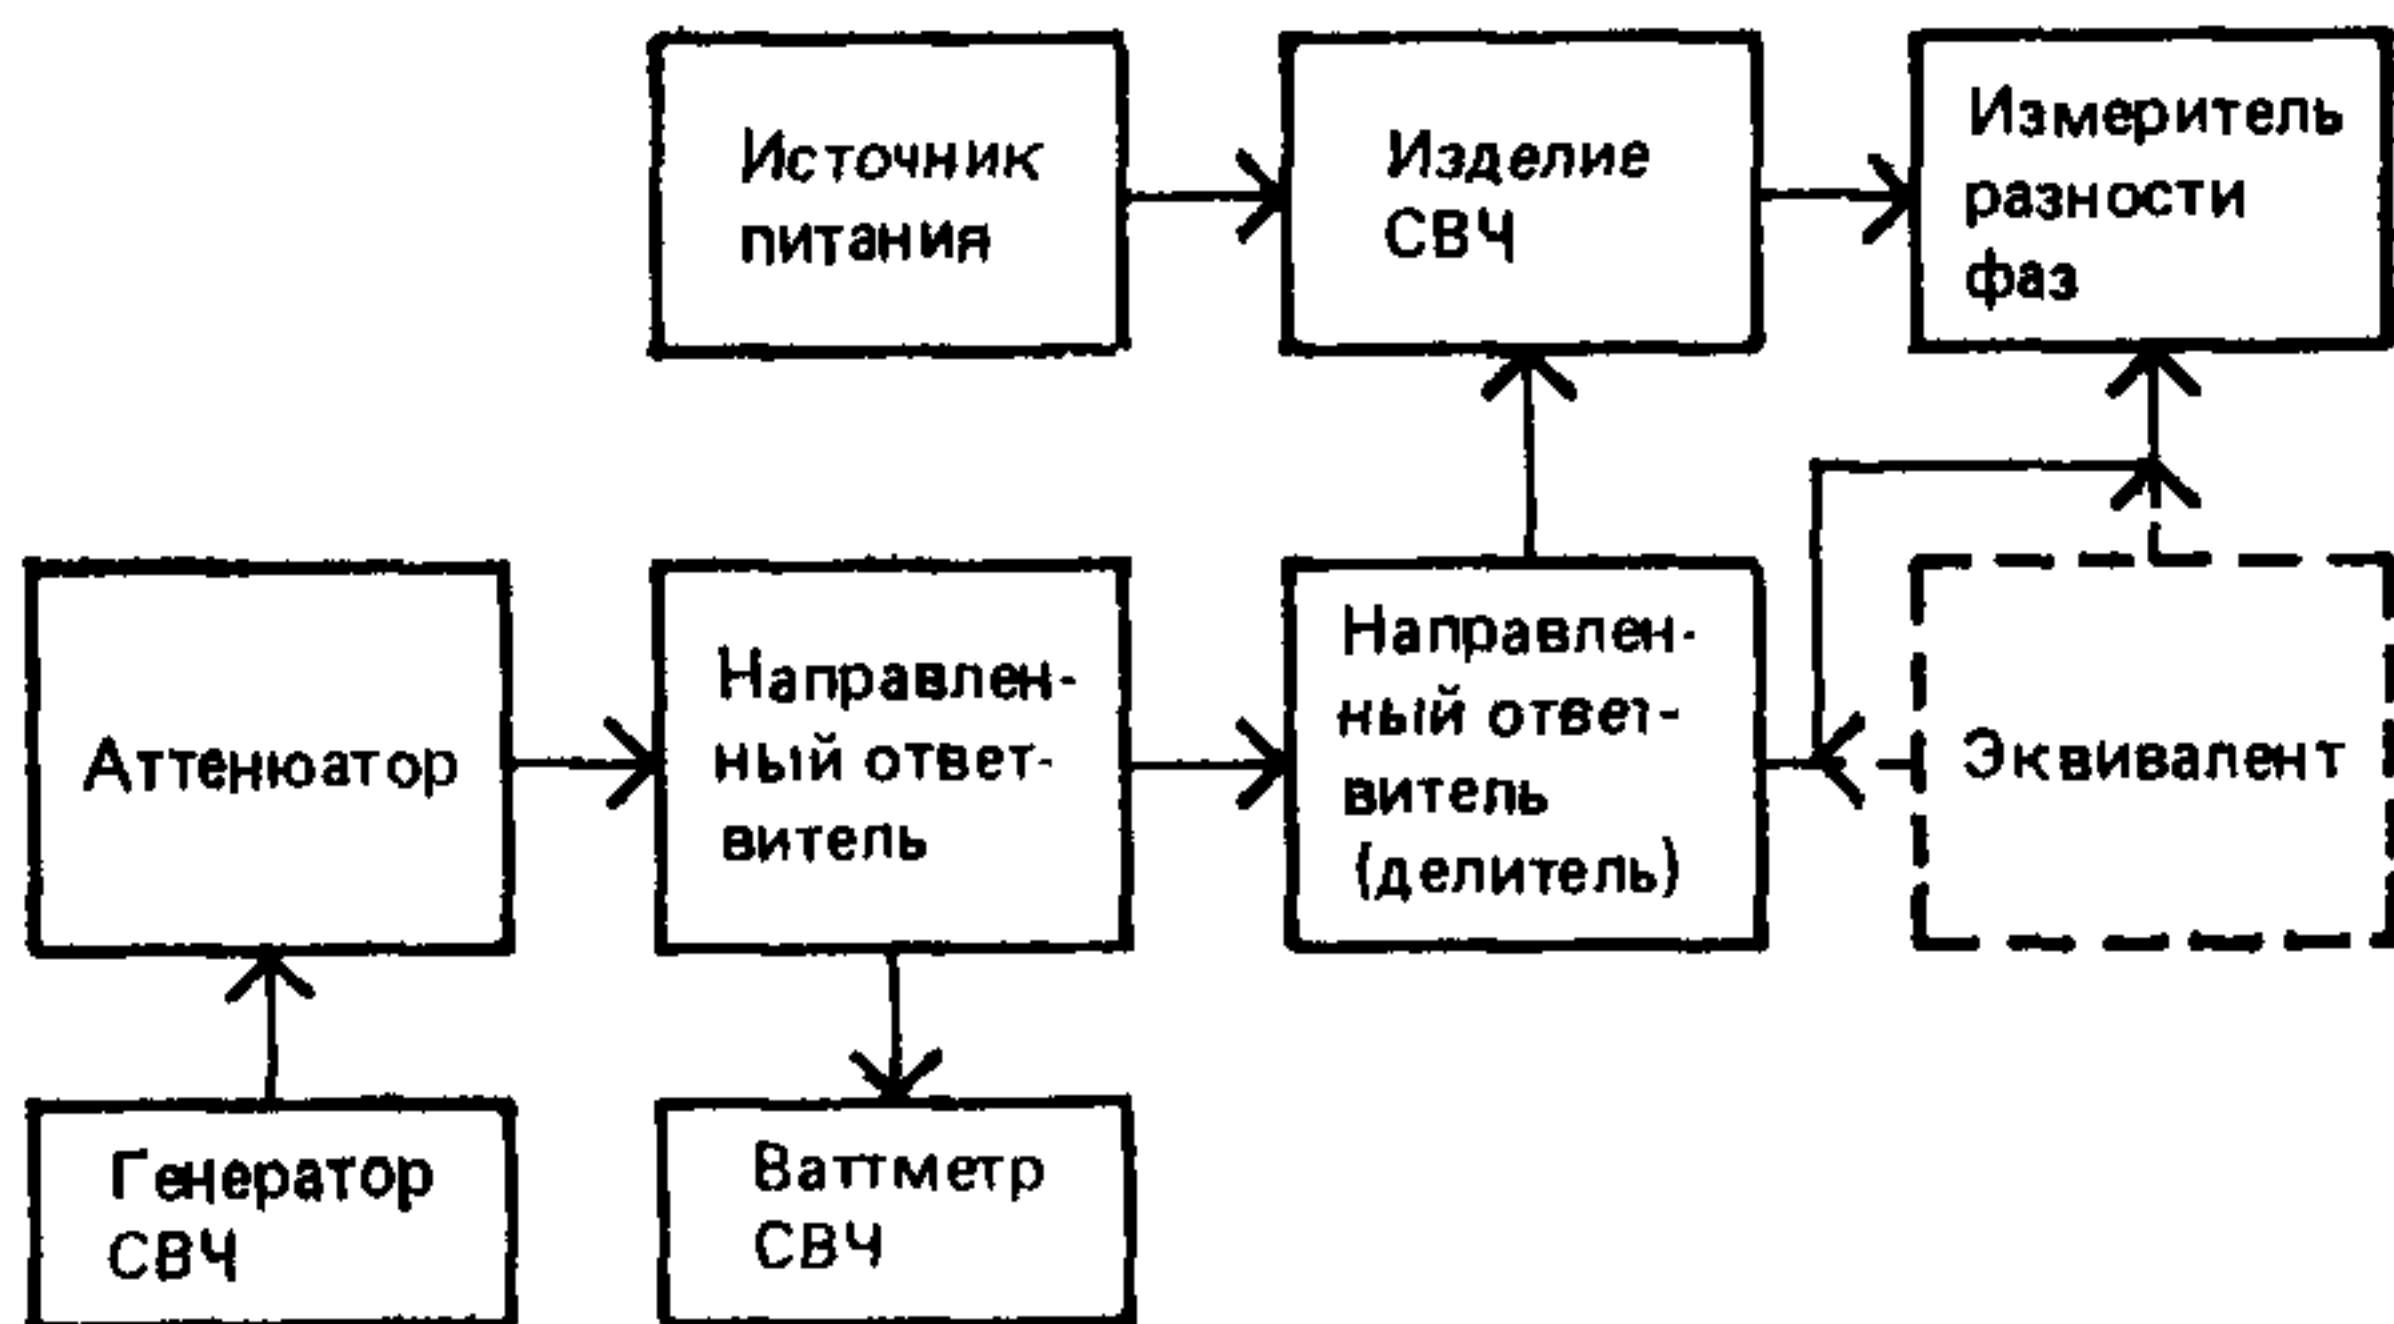 Источник
питания
Изделие
СВЧ
Измеритель
разности
фаз
Аттенюатор
Направлен-
ный ответ-
витель
Направлен-
ный ответ-
витель
(делитель)
Эквивалент
Генератор
СВЧ
Ваттметр
СВЧ